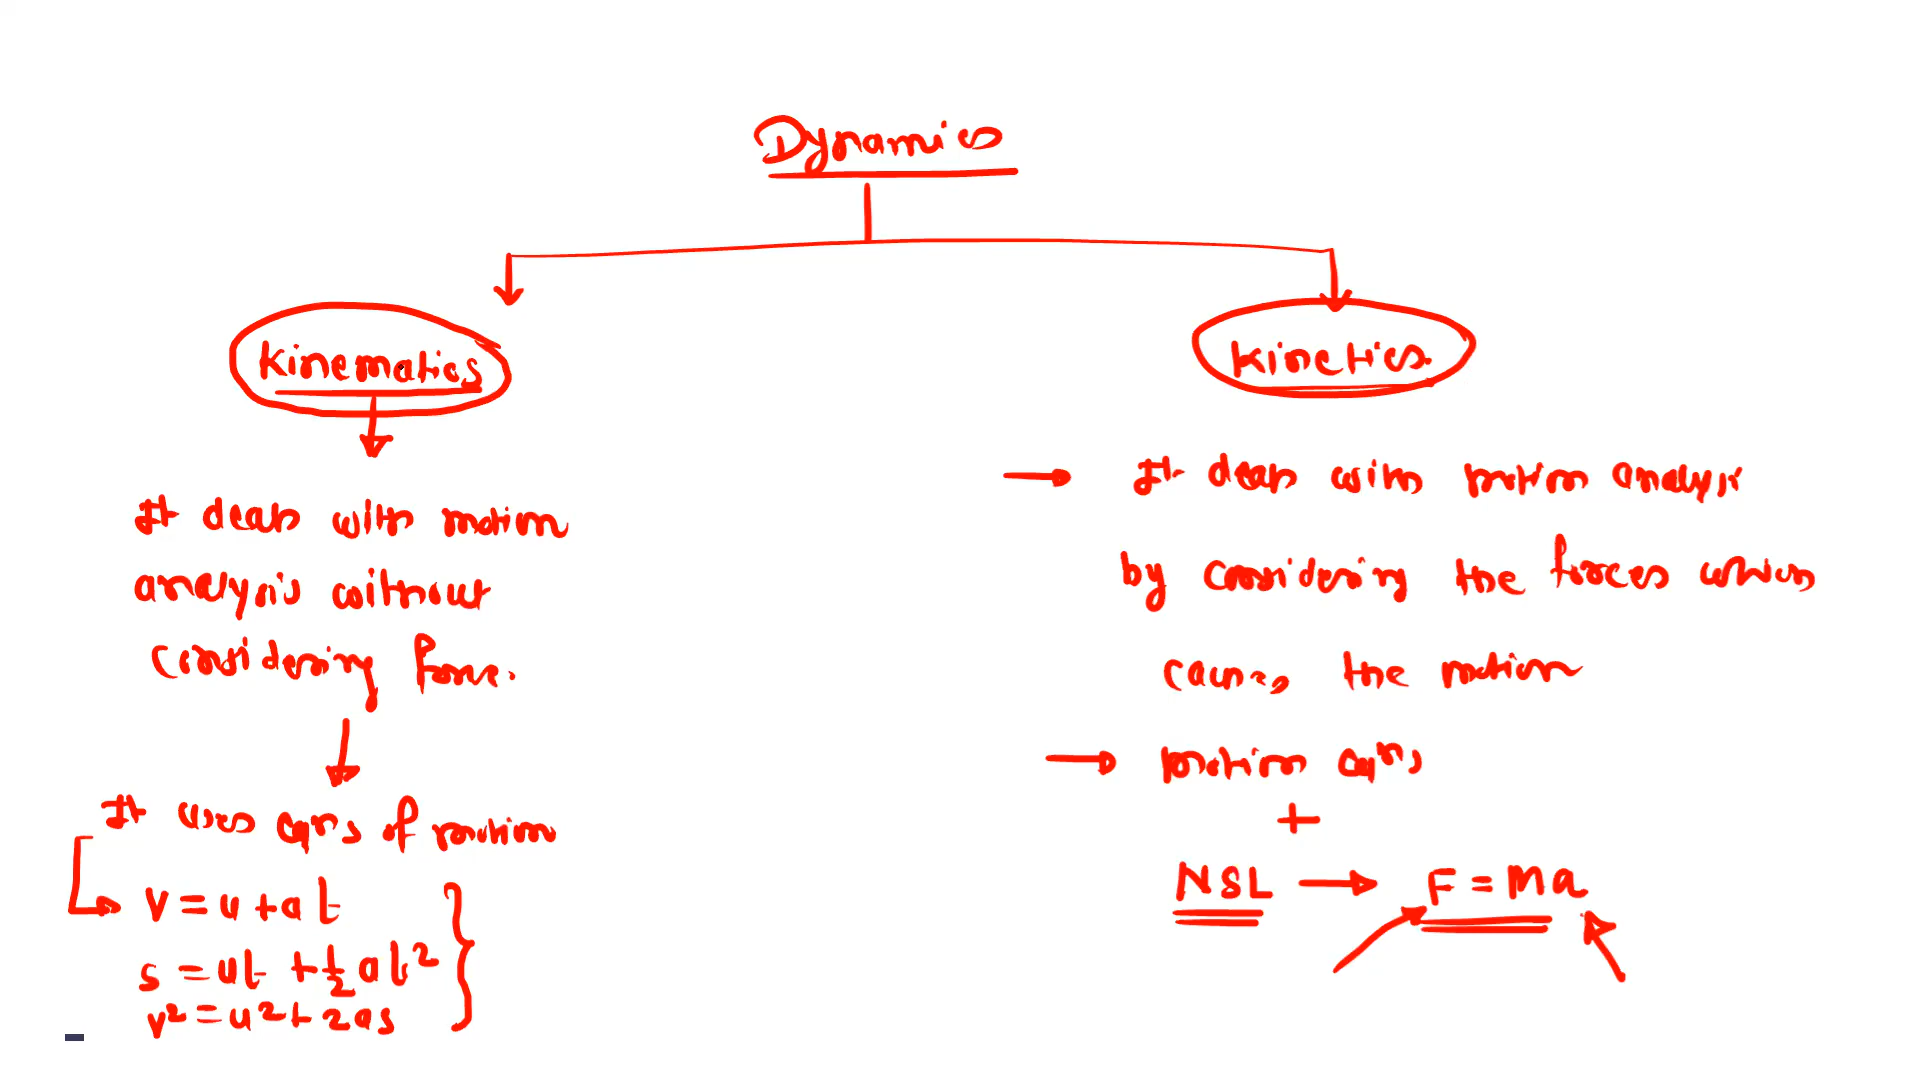 Dynamics
Kinematics
It deals with motion
analysis without
considering force.
It uses eqns of motion
v = u + at
s = ut + 1/2 at²
v² = u² + 2as
Kinetics.
It deals with motion analysis
by considering the forces which
causes the motion
motion eqns
+
NSL → F = Ma